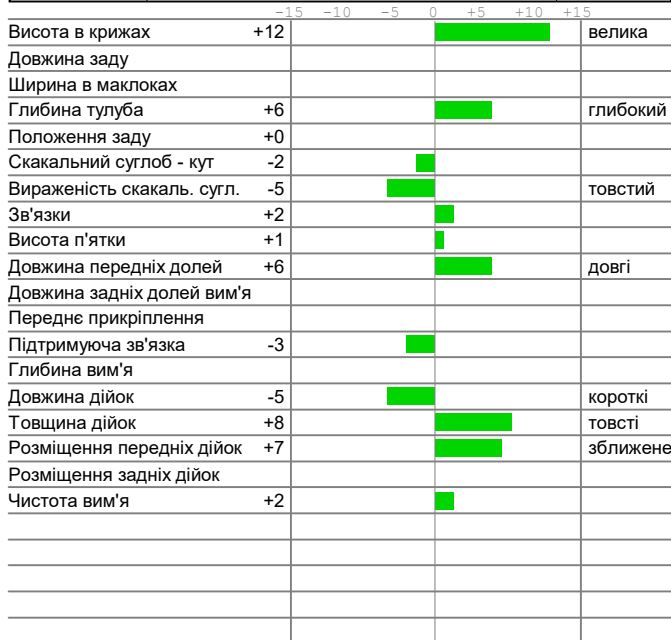 -15 -10 -5 0 +5 +10 +15
Висота в крижах +12 велика
Довжина заду
Ширина в маклоках
Глибина тулуба +6 глибокий
Положення заду +0
Скакальний суглоб - кут -2
Вираженість скакаль. сугл. -5 товстий
Зв'язки +2
Висота п'ятки +1
Довжина передніх долей +6 довгі
Довжина задніх долей вим'я
Переднє прикріплення
Підтримуюча зв'язка -3
Глибина вим'я
Довжина дійок -5 короткі
Товщина дійок +8 товсті
Розміщення передніх дійок +7 зближене
Розміщення задніх дійок
Чистота вим'я +2